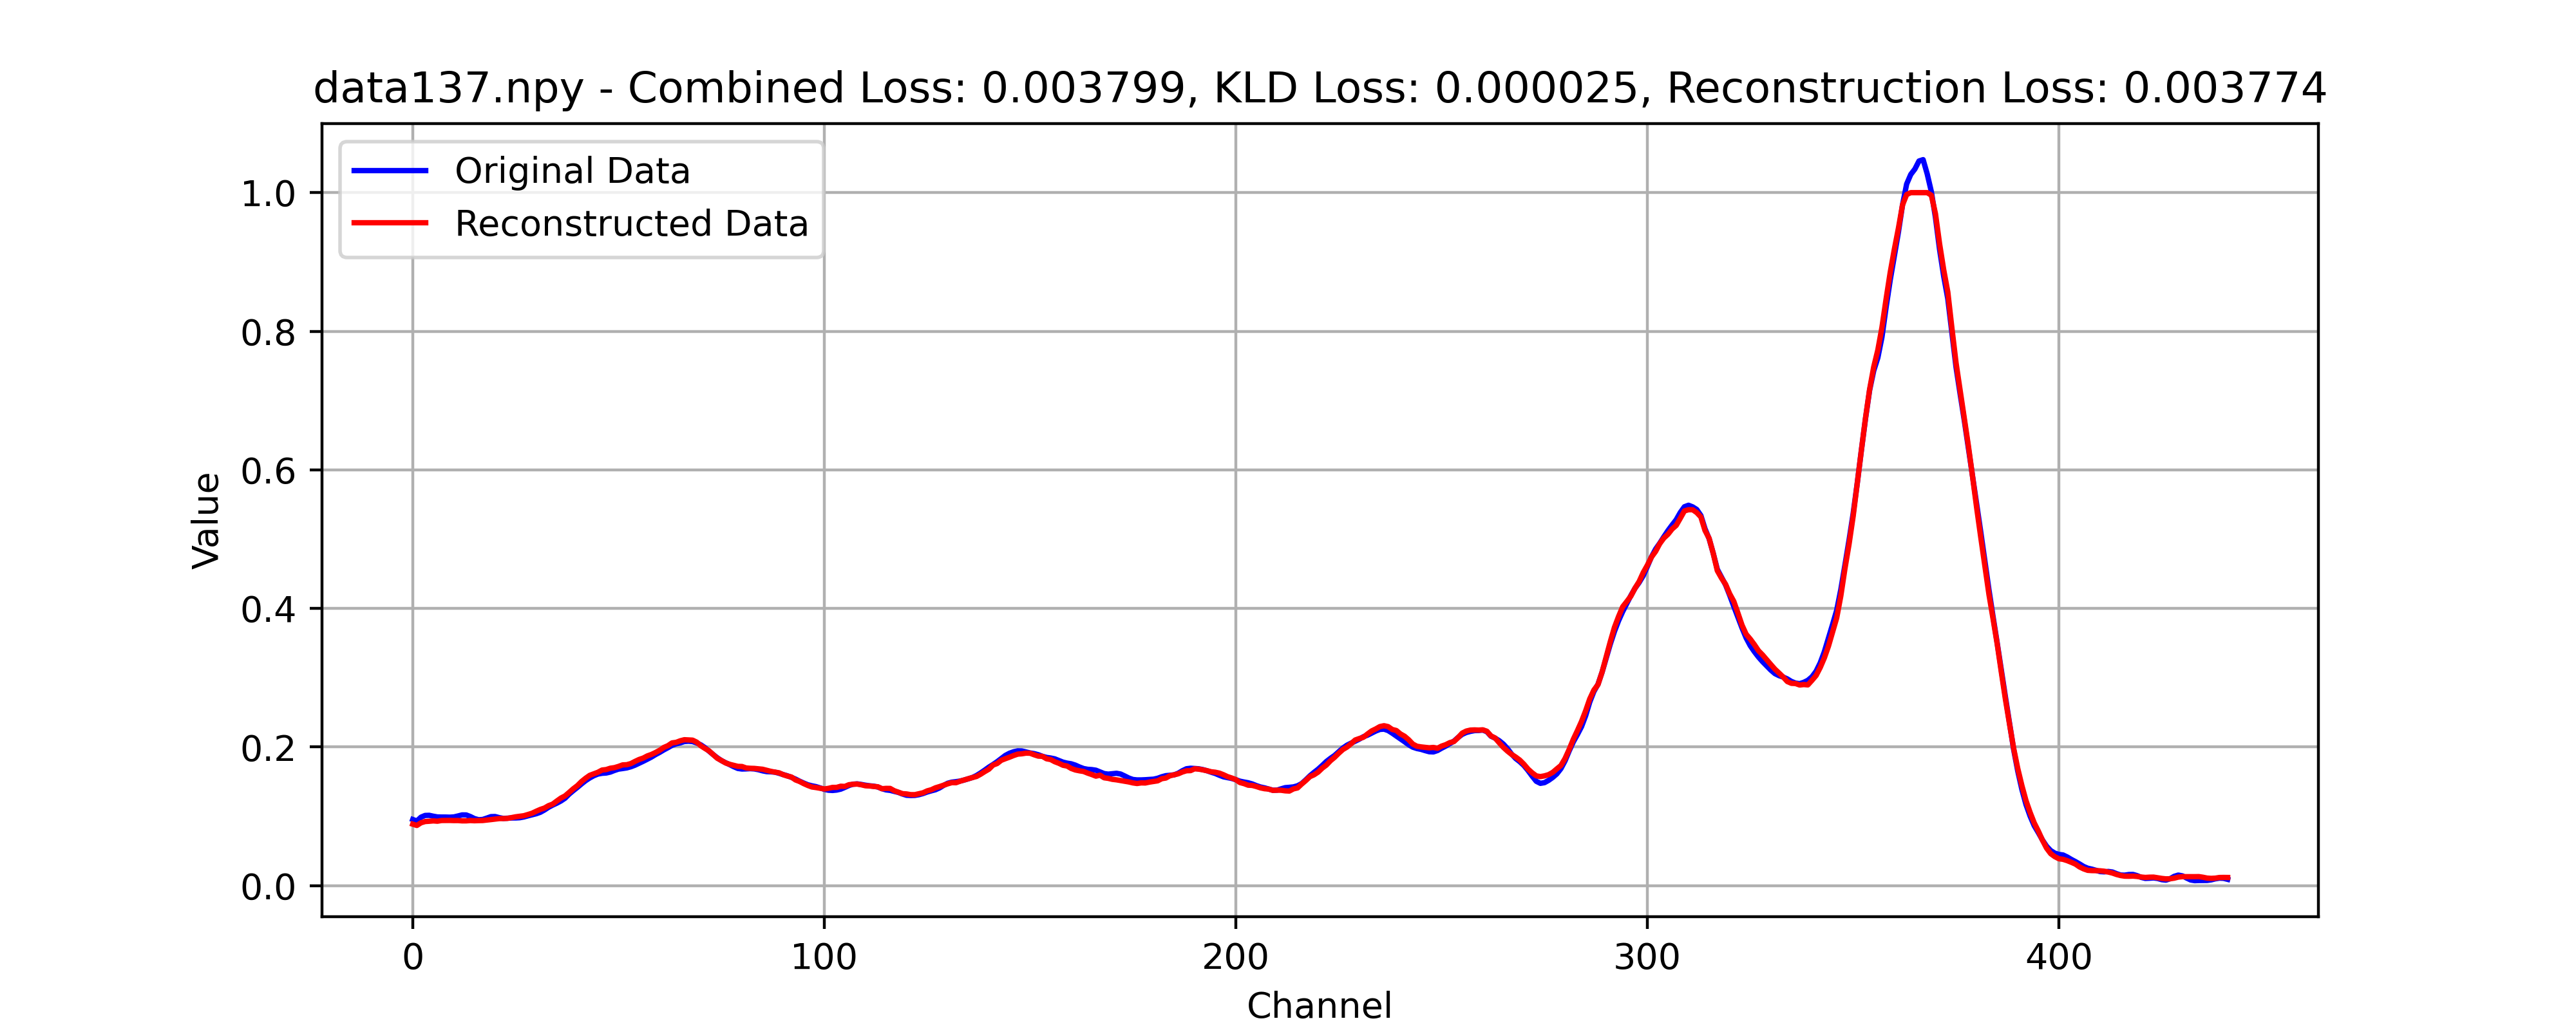 data137.npy - Combined Loss: 0.003799, KLD Loss: 0.000025, Reconstruction Loss: 0.003774
Original Data
Reconstructed Data
1.0
0.8
0.6
0.4
0.2
0.0
Value
0 100 200 300 400
Channel